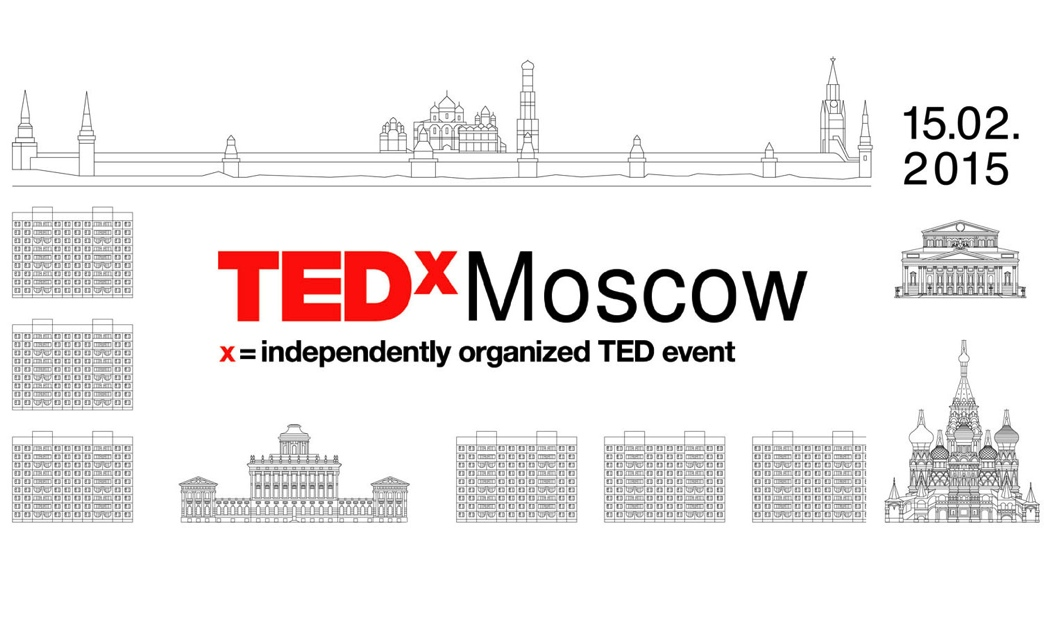 15.02.
2015
TEDxMoscow
x = independently organized TED event